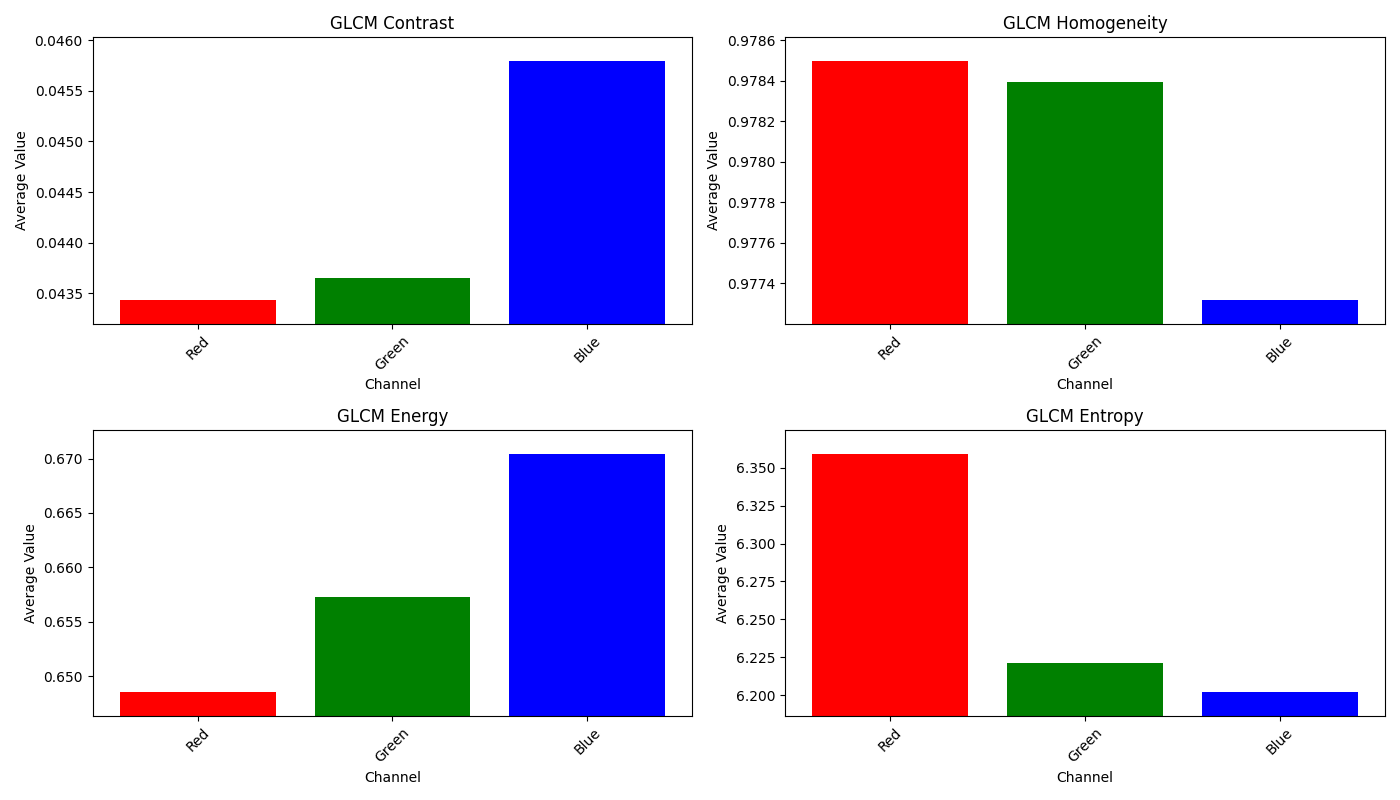 GLCM Contrast
0.0460
0.0455
0.0450
0.0445
0.0440
0.0435
Average Value
Red
Green
Blue
Channel
GLCM Homogeneity
0.9786
0.9784
0.9782
0.9780
0.9778
0.9776
0.9774
Average Value
Red
Green
Blue
Channel
GLCM Energy
0.670
0.665
0.660
0.655
0.650
Average Value
Red
Green
Blue
Channel
GLCM Entropy
6.350
6.325
6.300
6.275
6.250
6.225
6.200
Average Value
Red
Green
Blue
Channel